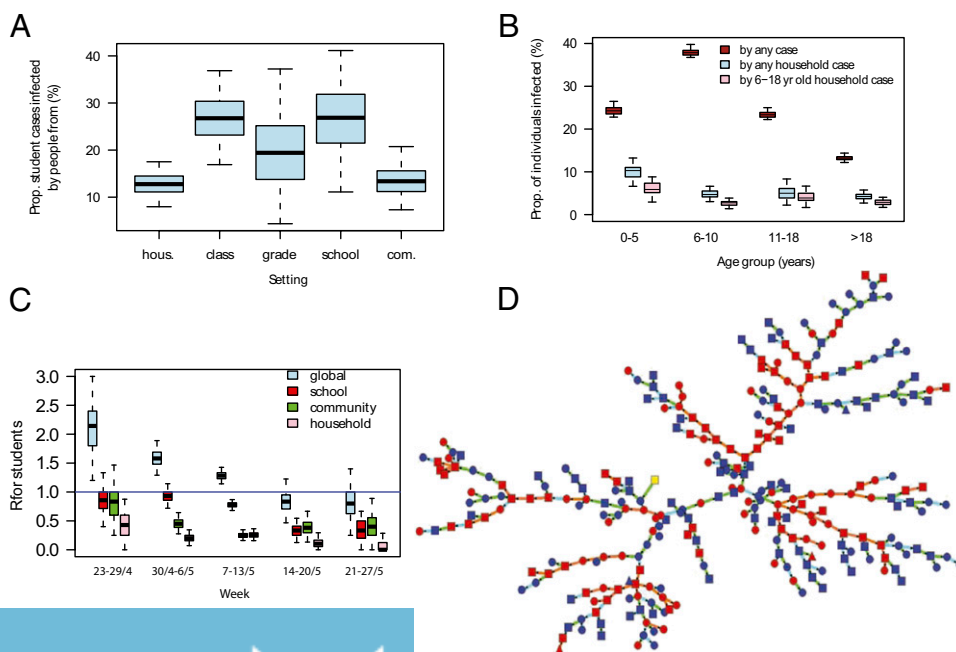 A
Prop. student cases infected
by people from (%)
40
30
20
10
hous.
class
grade
school
com.
Setting
B
Prop. of individuals infected (%)
40
30
20
10
0
by any case
by any household case
by 6–18 yr old household case
0-5
6-10
11-18
>18
Age group (years)
C
Rfor students
3.0
2.5
2.0
1.5
1.0
0.5
0.0
global
school
community
household
23-29/4
30/4-6/5
7-13/5
14-20/5
21-27/5
Week
D